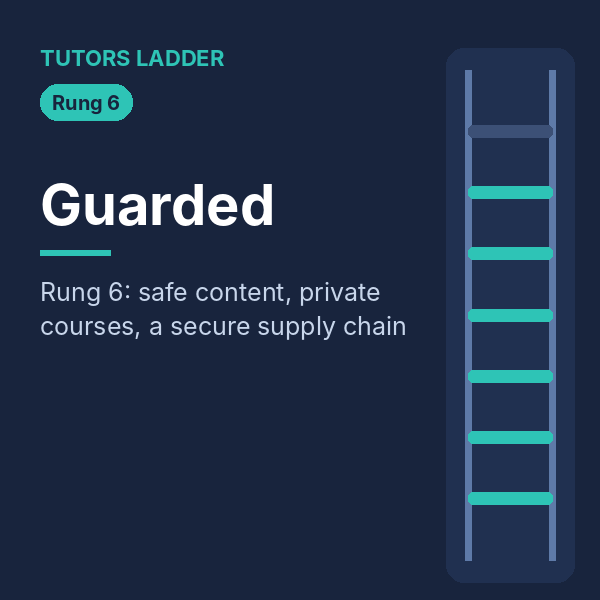 TUTORS LADDER
Rung 6
Guarded
Rung 6: safe content, private
courses, a secure supply chain